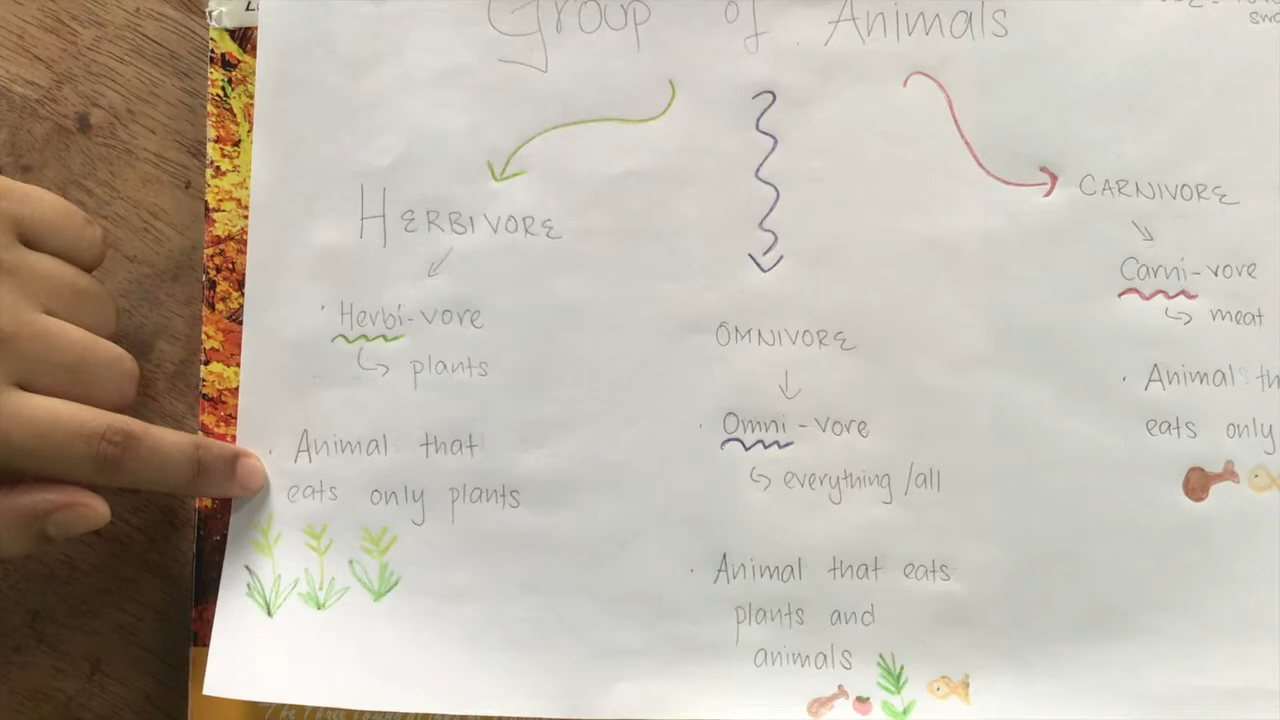 Group of Animals
HERBIVORE
Herbi-vore
plants
Animal that
eats only plants
OMNIVORE
Omni-vore
everything/all
Animal that eats
plants and
animals
CARNIVORE
Carni-vore
meat
Animals
eats only